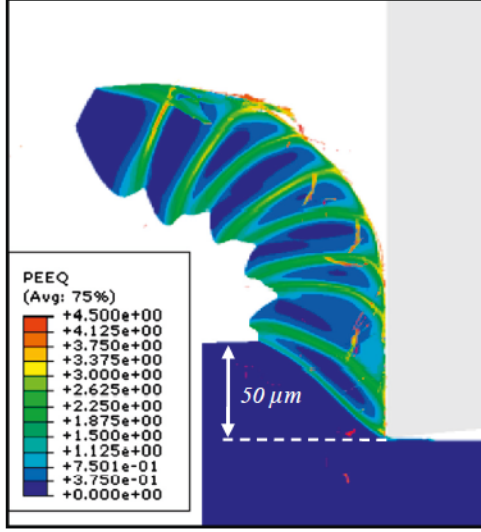 PEEQ
(Avg: 75%)
+4.500e+00
+4.125e+00
+3.750e+00
+3.375e+00
+3.000e+00
+2.625e+00
+2.250e+00
+1.875e+00
+1.500e+00
+1.125e+00
+7.501e-01
+3.750e-01
+0.000e+00
50 μm